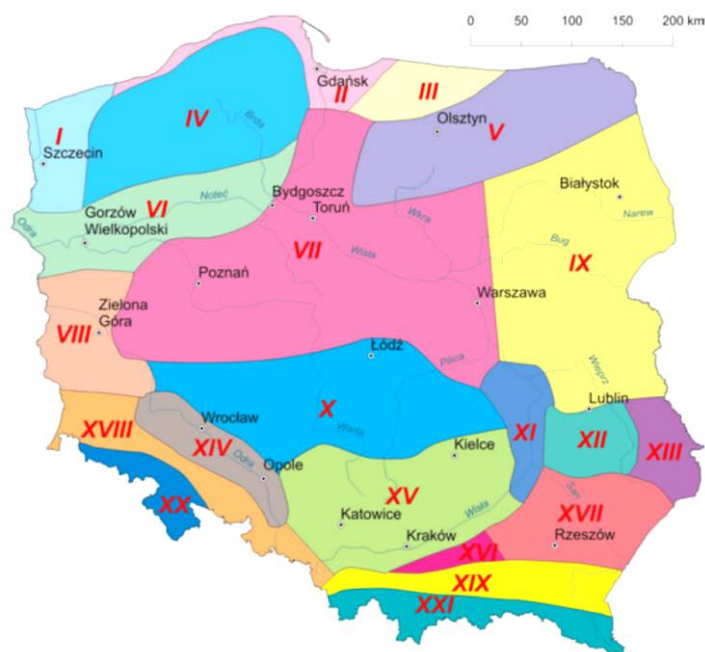 0 50 100 150 200 km
Gdańsk
II
III
IV
I
Brda
Olsztyn
V
Szczecin
Białystok
Bydgoszcz
VI
Noteć
Toruń
Gorzów
Wielkopolski
Odra
Wkra
Narew
Bug
VII
Wisła
IX
Poznań
Warszawa
Zielona
Góra
VIII
Łódź
Pilica
Wieprz
Lublin
X
XVIII
Wrocław
Warta
XI
XII
XIII
XIV
Kielce
Odra
Opole
XV
XX
San
Wisła
XVII
Katowice
Kraków
XVI
Rzeszów
XIX
XXI